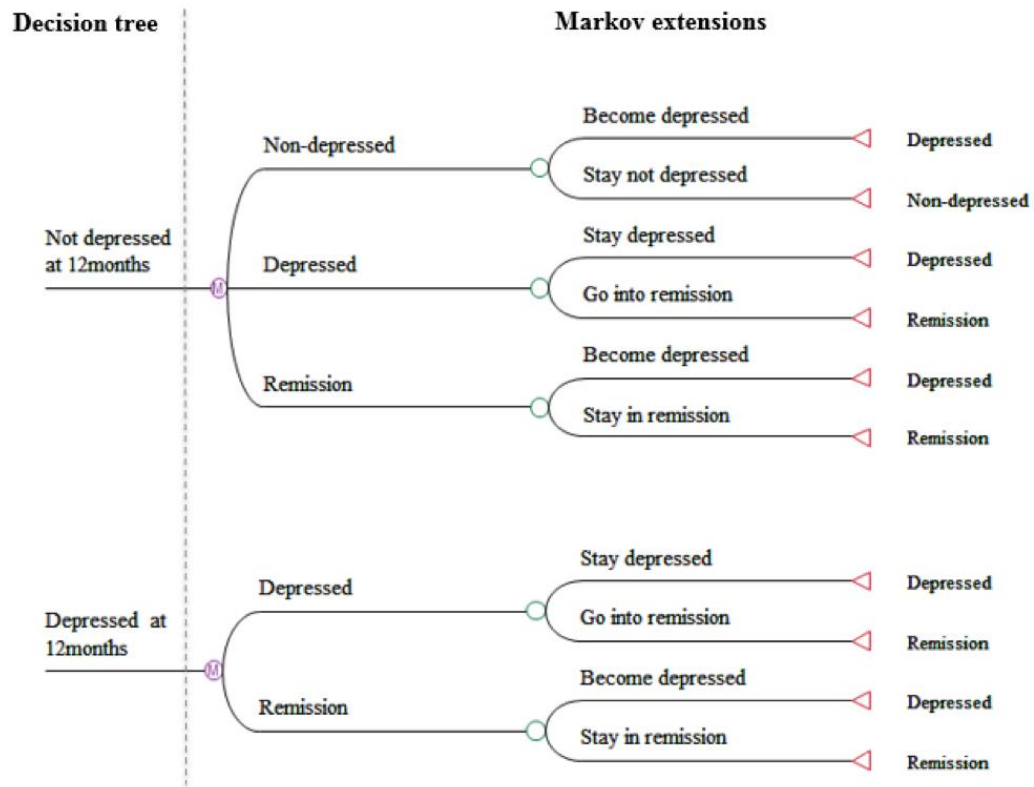 Decision tree
Markov extensions
Become depressed
Depressed
Non-depressed
Stay not depressed
Non-depressed
Not depressed
at 12months
M
Stay depressed
Depressed
Depressed
Go into remission
Remission
Become depressed
Depressed
Remission
Stay in remission
Remission
Stay depressed
Depressed
Depressed
Go into remission
Remission
Depressed at
12months
M
Become depressed
Depressed
Remission
Stay in remission
Remission